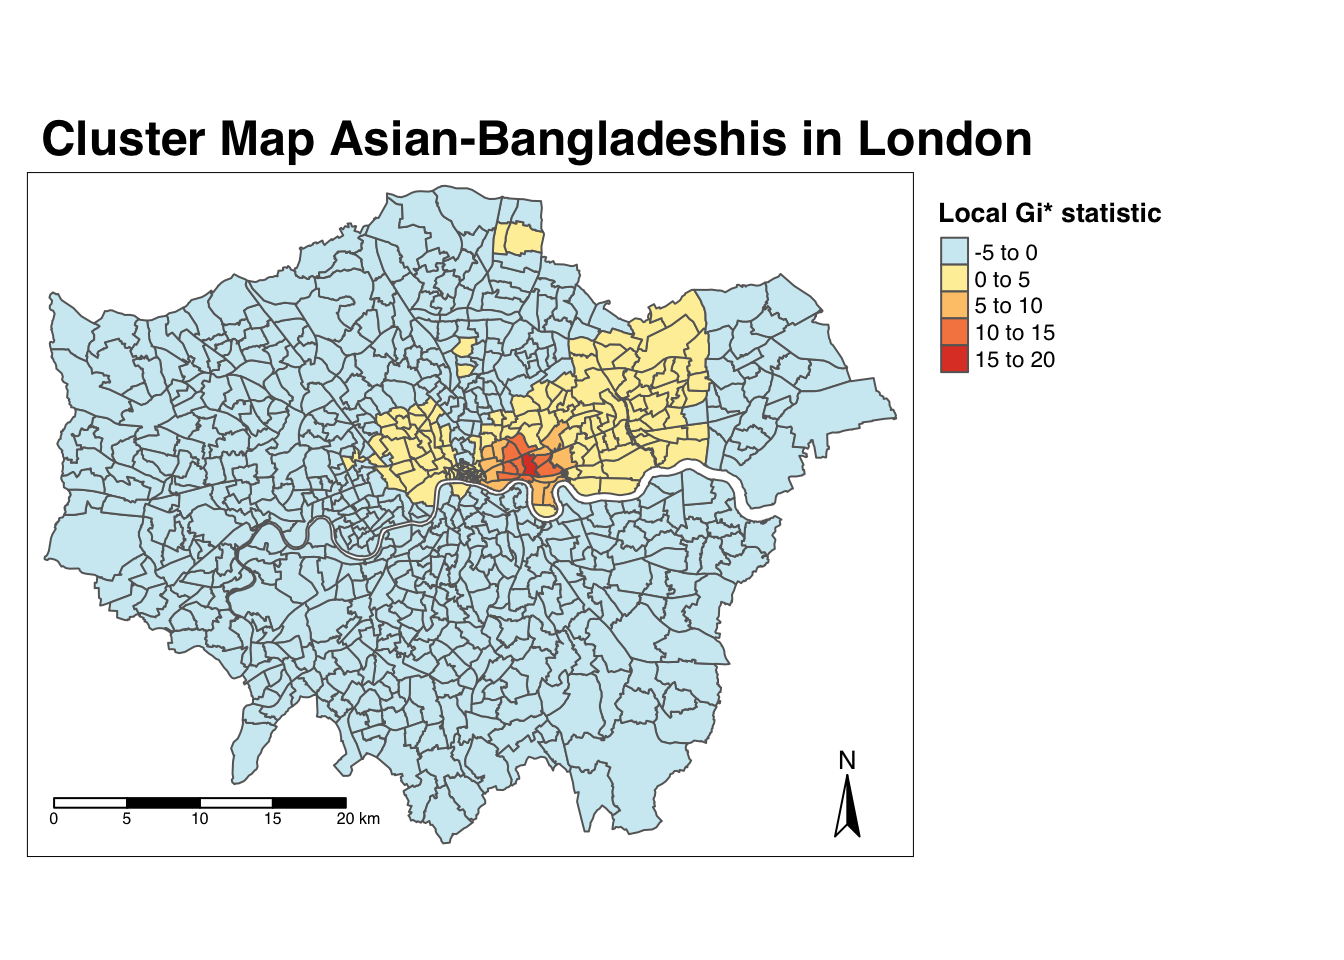 Cluster Map Asian-Bangladeshis in London
Local Gi* statistic
-5 to 0
0 to 5
5 to 10
10 to 15
15 to 20
N
0 5 10 15 20 km